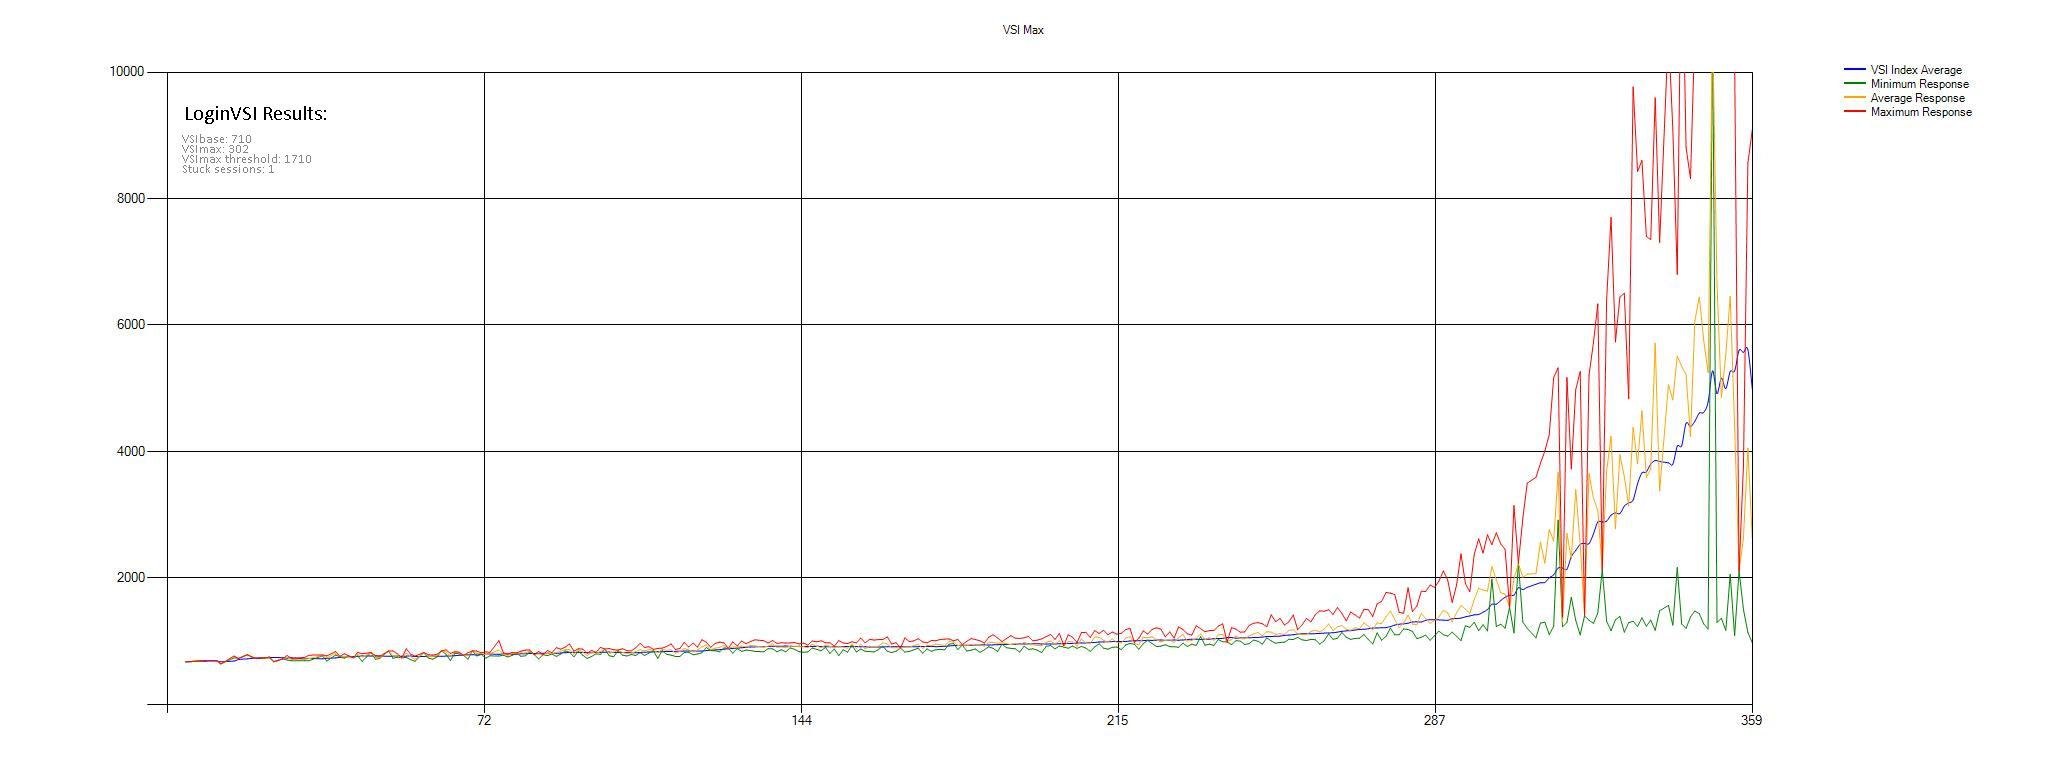 VSI Max
10000
8000
6000
4000
2000
LoginVSI Results:
VSIbase: 710
VSImax: 302
VSImax threshold: 1710
Stuck sessions: 1
VSI Index Average
Minimum Response
Average Response
Maximum Response
72
144
215
287
359